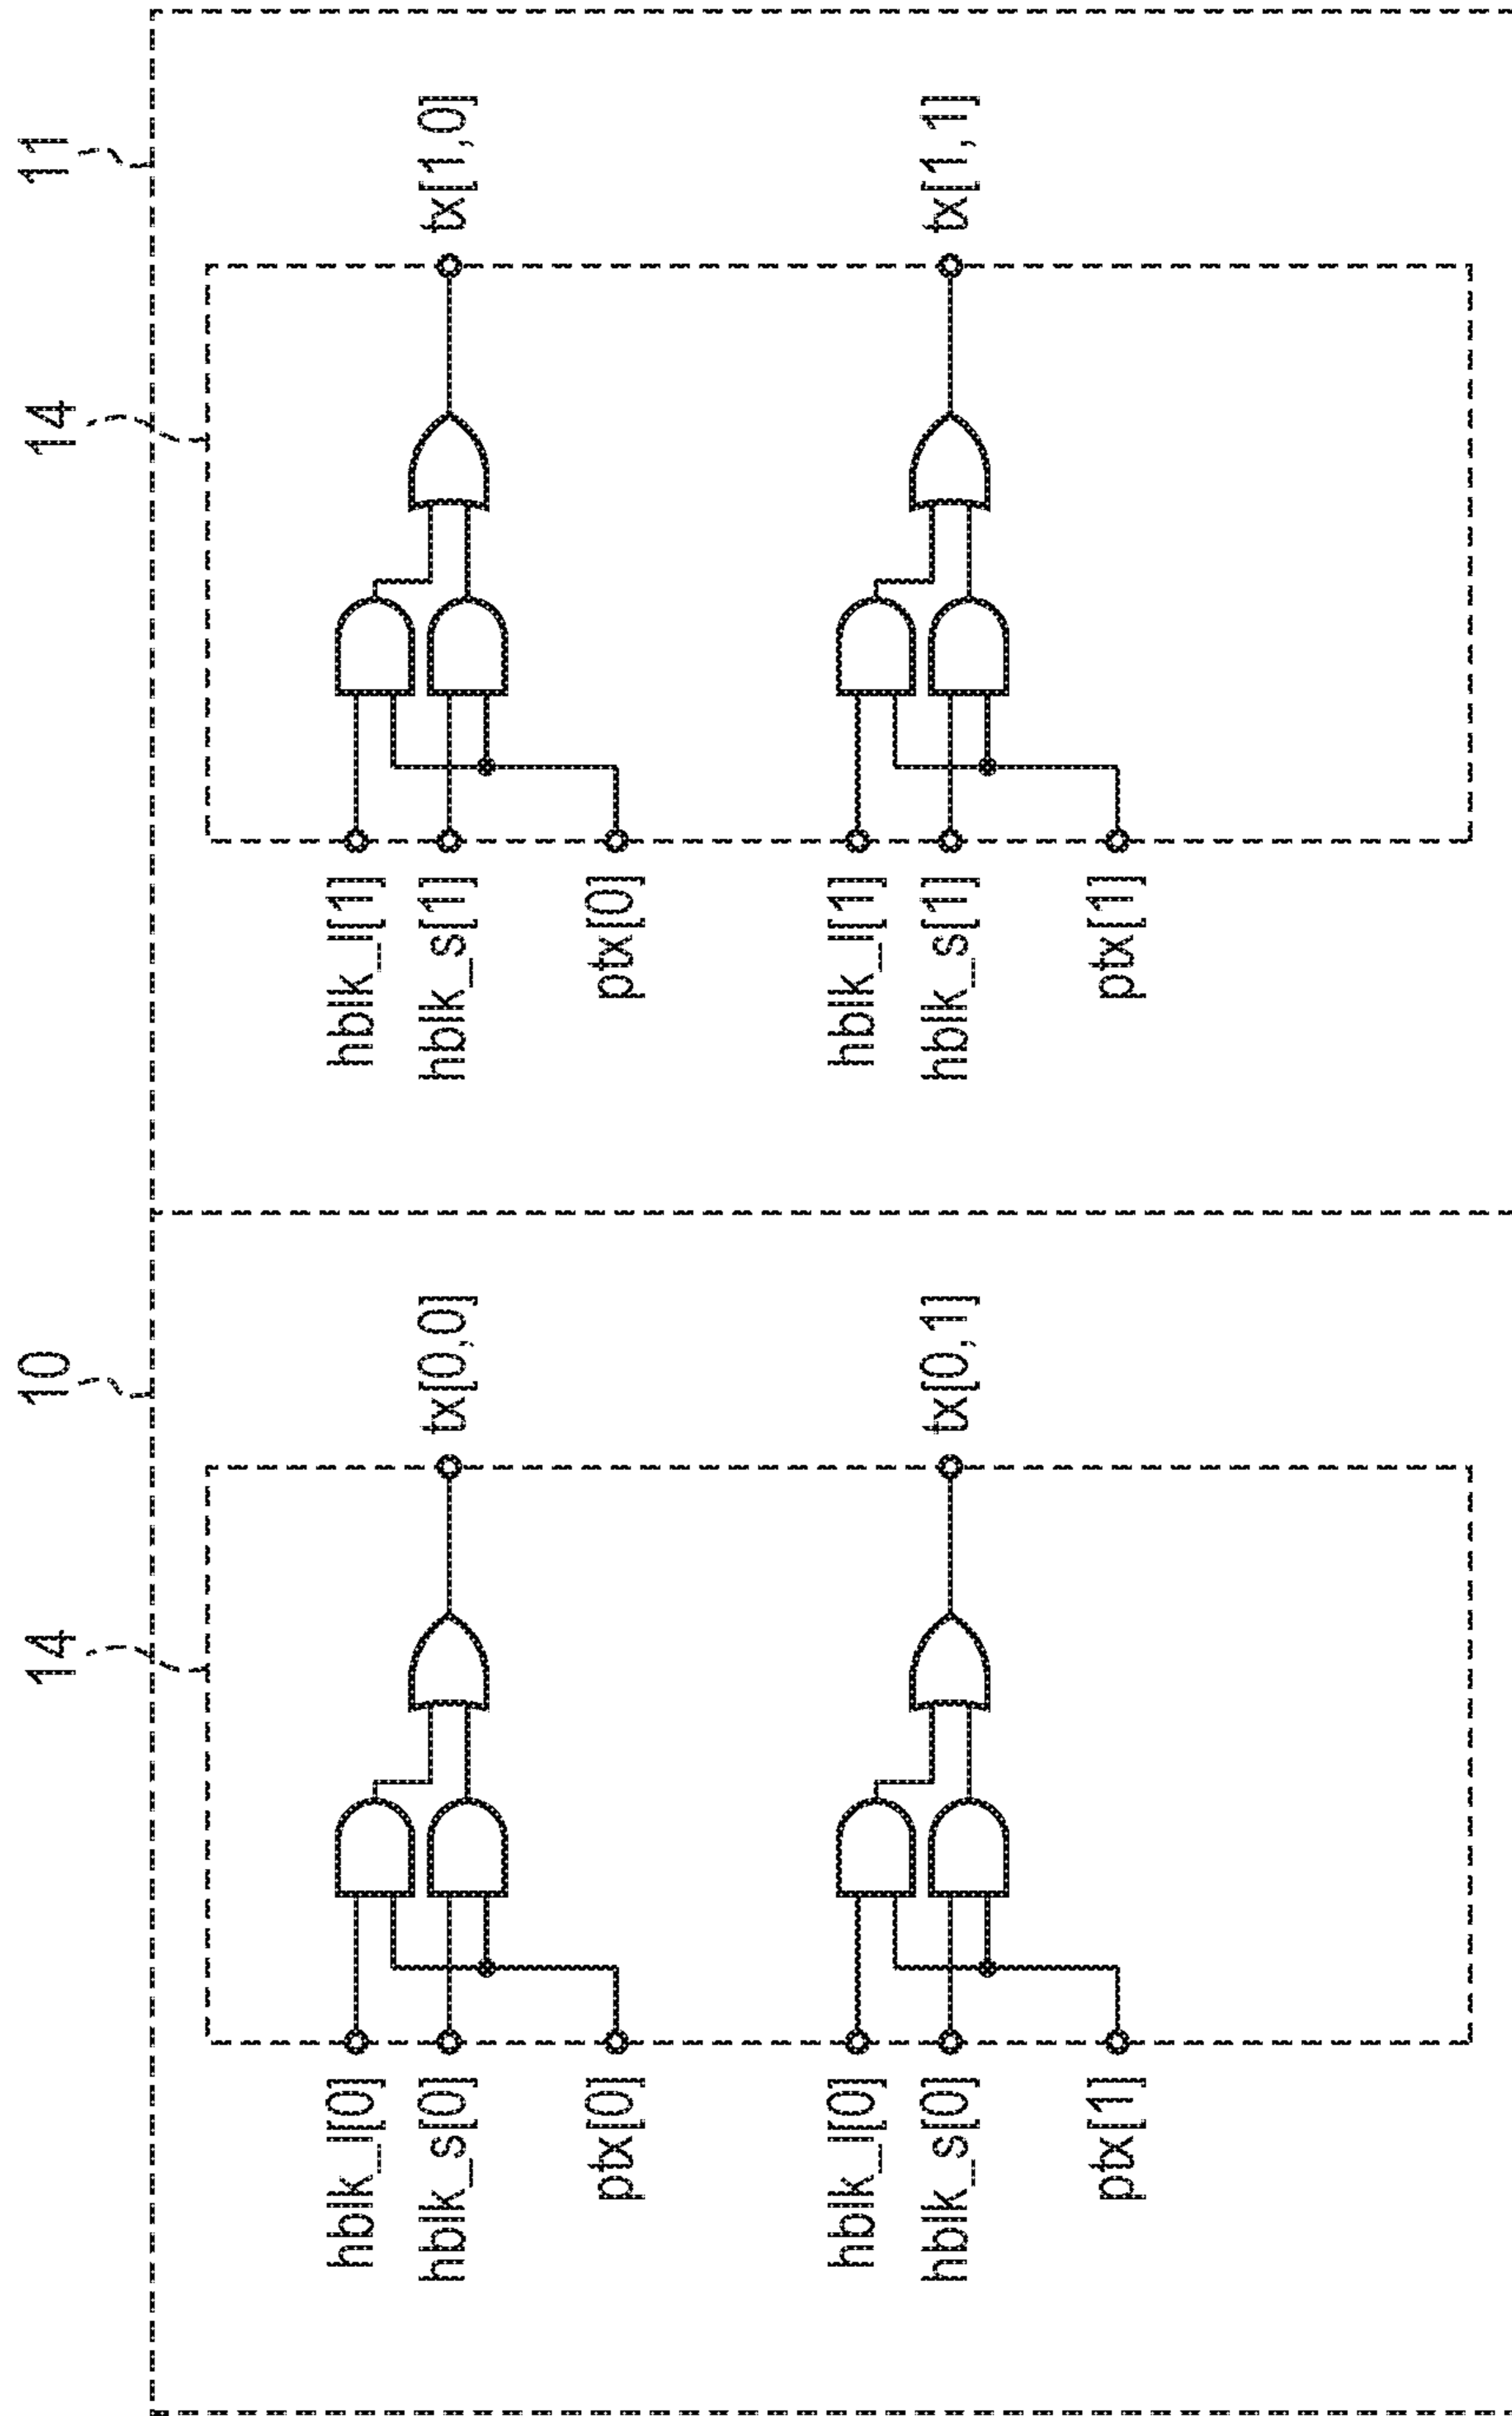 10
11
14
14
hblk_l[0]
hblk_s[0]
ptx[0]
tx[0,0]
hblk_l[0]
hblk_s[0]
ptx[1]
tx[0,1]
hblk_l[1]
hblk_s[1]
ptx[0]
tx[1,0]
hblk_l[1]
hblk_s[1]
ptx[1]
tx[1,1]